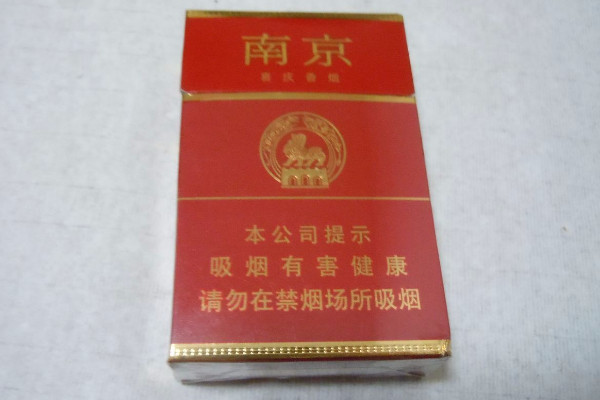 南京
本公司提示
吸烟有害健康
请勿在禁烟场所吸烟